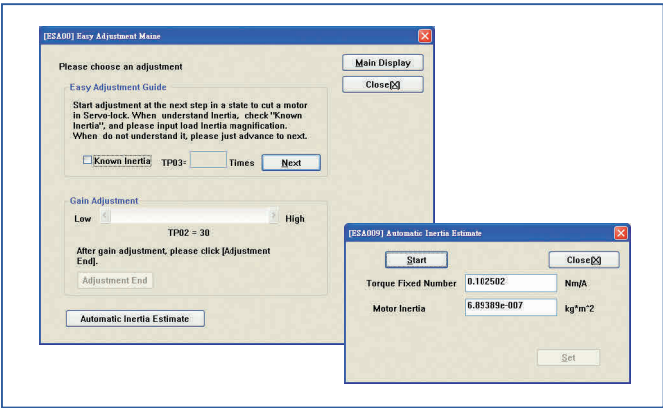 [ESA00] Easy Adjustment Maine
Please choose an adjustment
Main Display
Close[X]
Easy Adjustment Guide
Start adjustment at the next step in a state to cut a motor
in Servo-lock. When understand Inertia, check "Known
Inertia", and please input load Inertia magnification.
When do not understand it, please just advance to next.
Known Inertia TP03= Times Next
Gain Adjustment
Low High
TP02 = 30
After gain adjustment, please click [Adjustment
End].
Adjustment End
Automatic Inertia Estimate
[ESA009] Automatic Inertia Estimate
Start Close[X]
Torque Fixed Number 0.102502 Nm/A
Motor Inertia 6.89389e-007 kg*m^2
Set